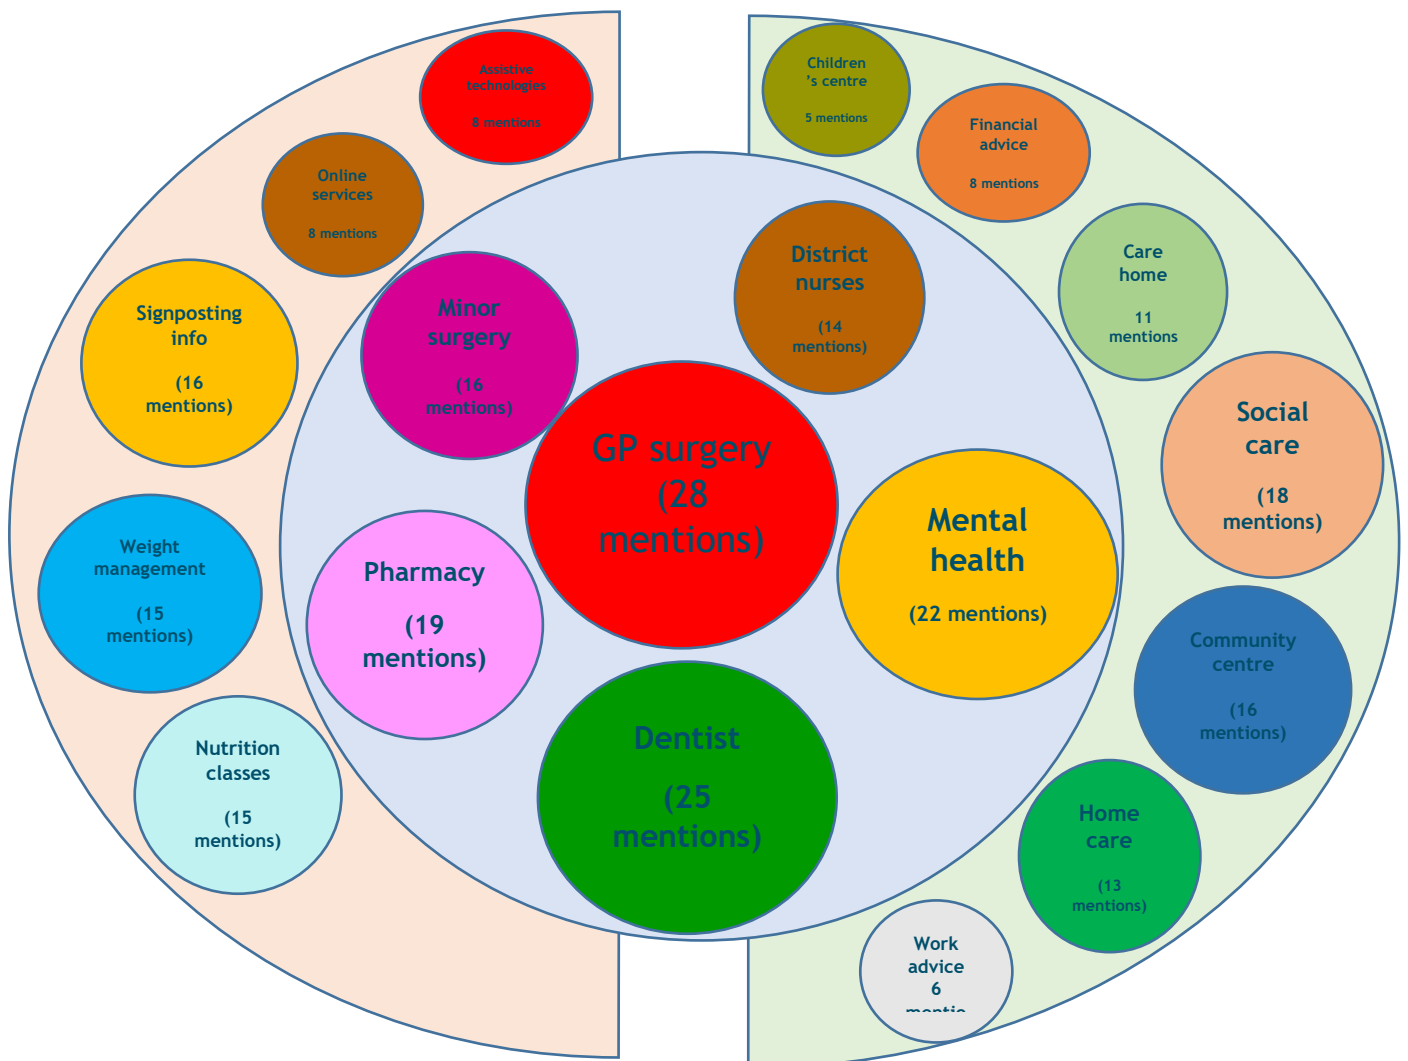 Assistive
technologies
8 mentions
Online
services
8 mentions
Signposting
info
(16
mentions)
Weight
management
(15
mentions)
Nutrition
classes
(15
mentions)
Minor
surgery
(16
mentions)
District
nurses
(14
mentions)
GP surgery
(28
mentions)
Pharmacy
(19
mentions)
Mental
health
(22 mentions)
Dentist
(25
mentions)
Children
’s centre
5 mentions
Financial
advice
8 mentions
Care
home
11
mentions
Social
care
(18
mentions)
Community
centre
(16
mentions)
Home
care
(13
mentions)
Work
advice
6